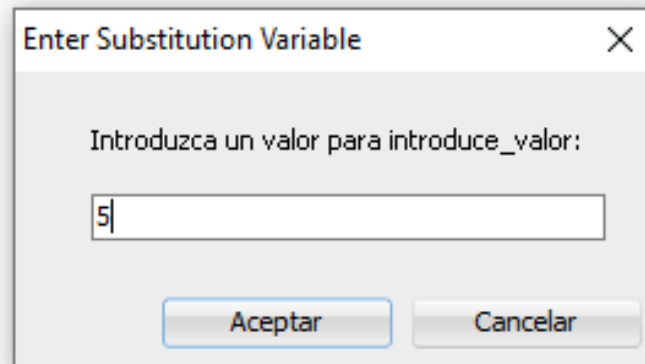 Enter Substitution Variable
Introduzca un valor para introduce_valor:
5
Aceptar Cancelar